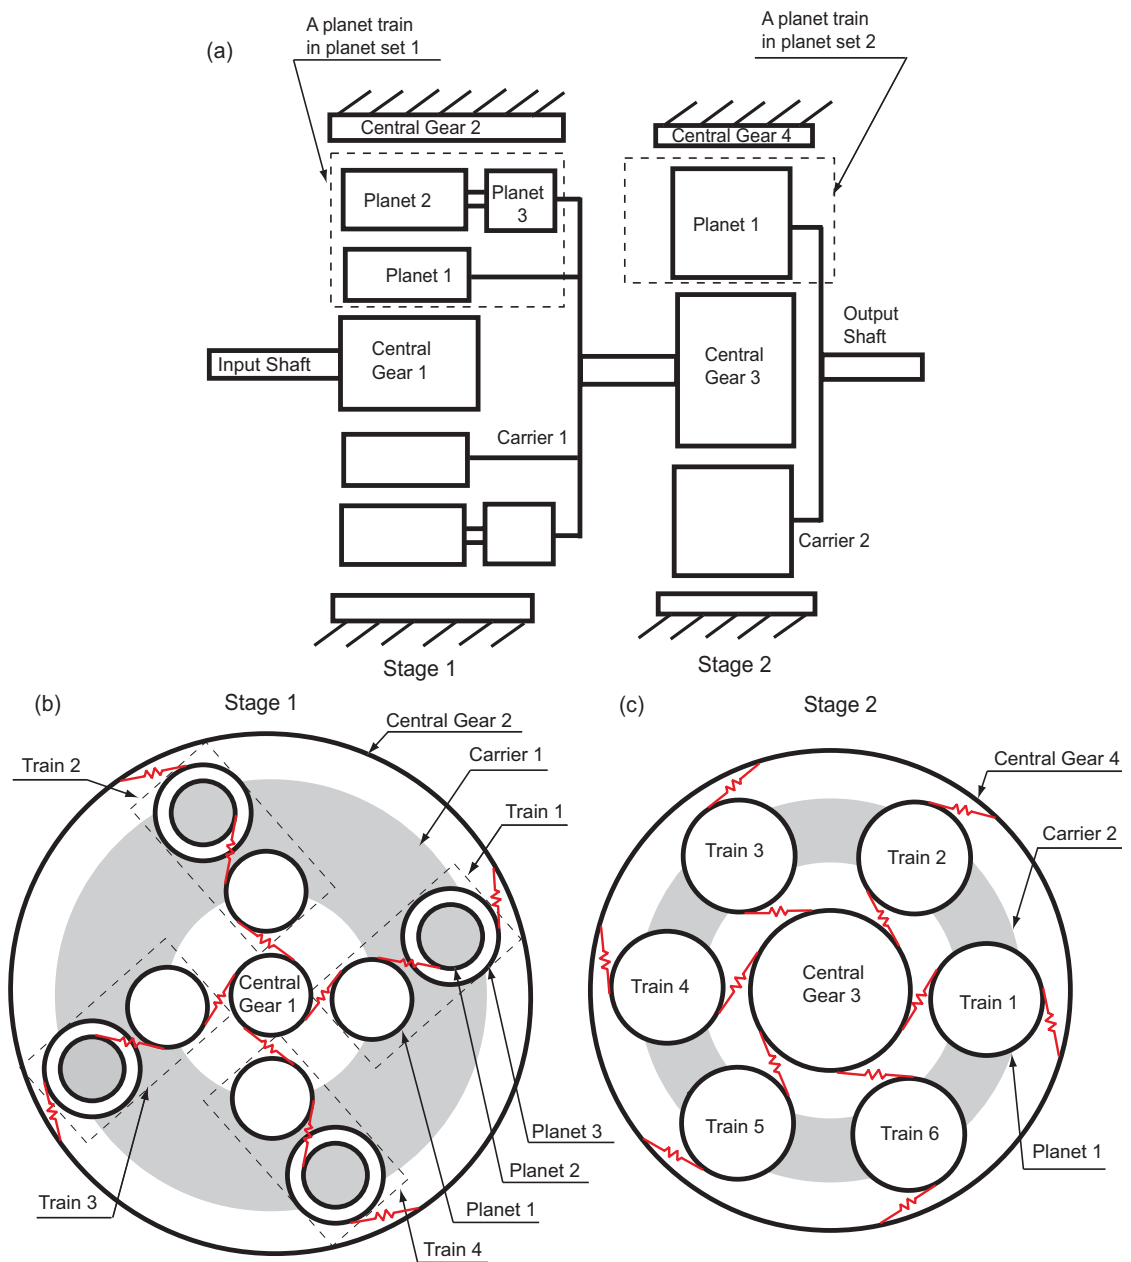 (a)
A planet train
in planet set 1
A planet train
in planet set 2
Central Gear 2
Central Gear 4
Planet 2
Planet
3
Planet 1
Planet 1
Input Shaft
Central
Gear 1
Central
Gear 3
Output
Shaft
Carrier 1
Carrier 2
Stage 1
Stage 2
(b)
Stage 1
Central Gear 2
Carrier 1
Train 2
Train 1
Central
Gear 1
Planet 3
Planet 2
Planet 1
Train 3
Train 4
(c)
Stage 2
Central Gear 4
Carrier 2
Train 3
Train 2
Train 4
Central
Gear 3
Train 1
Train 5
Train 6
Planet 1